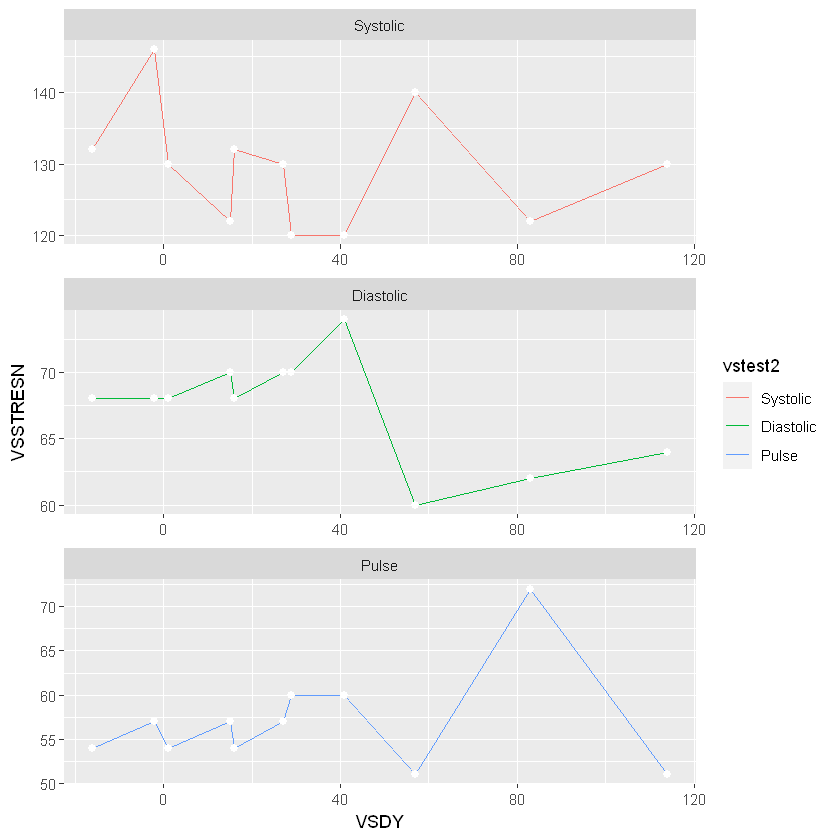 Systolic
140
130
120
0 40 80 120
Diastolic
70
65
60
0 40 80 120
Pulse
70
65
60
55
50
0 40 80 120
VSDY
VSSTRESN
vstest2
Systolic
Diastolic
Pulse